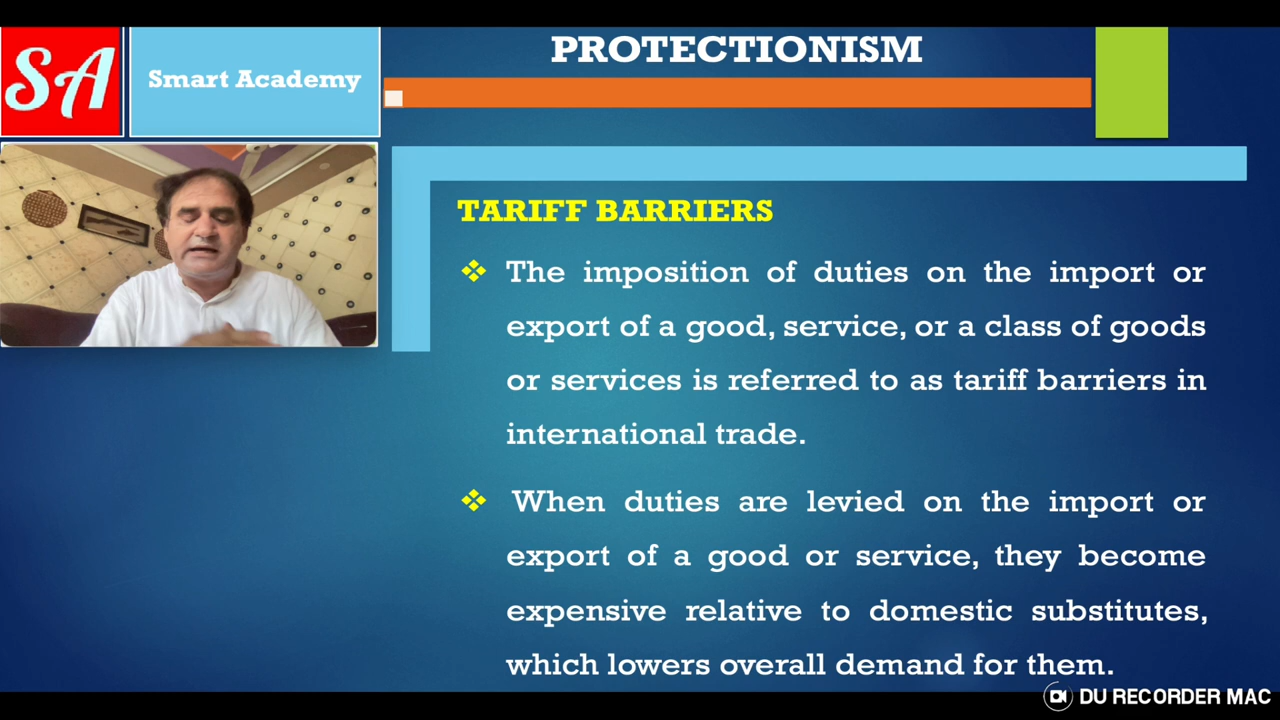 PROTECTIONISM
SA
Smart Academy
TARIFF BARRIERS
The imposition of duties on the import or
export of a good, service, or a class of goods
or services is referred to as tariff barriers in
international trade.
When duties are levied on the import or
export of a good or service, they become
expensive relative to domestic substitutes,
which lowers overall demand for them.
DU RECORDER MAC